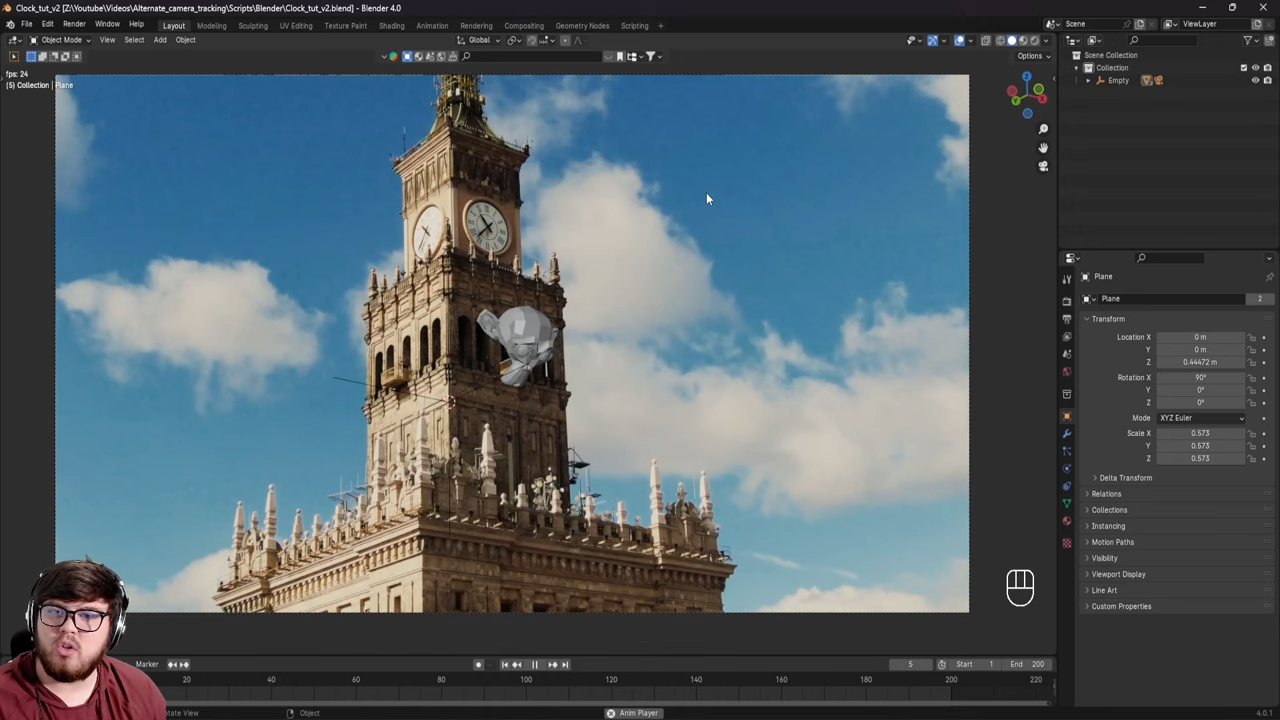 Clock_tut_v2 [Z:\Youtube\Videos\Alternate_camera_tracking\Scripts\Blender\Clock_tut_v2.blend] - Blender 4.0
File Edit Render Window Help Layout Modeling Sculpting UV Editing Texture Paint Shading Animation Rendering Compositing Geometry Nodes Scripting + Scene ViewLayer
Object Mode View Select Add Object Global
Options
fps: 24
(5) Collection | Plane
Scene Collection
Collection
Empty
Plane
Plane 2
Transform
Location X 0 m
Y 0 m
Z 0.44472 m
Rotation X 90°
Y 0°
Z 0°
Mode XYZ Euler
Scale X 0.573
Y 0.573
Z 0.573
Delta Transform
Relations
Collections
Instancing
Motion Paths
Visibility
Viewport Display
Line Art
Custom Properties
Marker 5 Start 1 End 200
20 40 60 80 100 120 140 160 180 200 220
tate View Object Anim Player 4.0.1